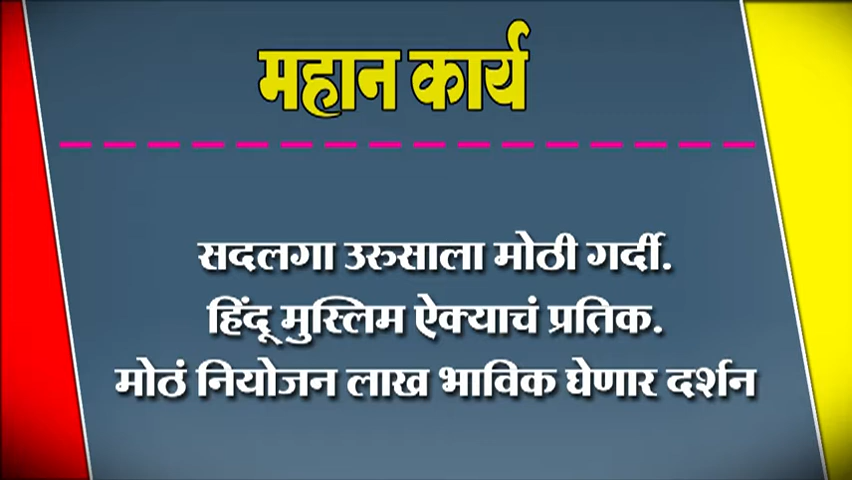 महान कार्य
सदलगा उरुसाला मोठी गर्दी.
हिंदू मुस्लिम ऐक्याचं प्रतिक.
मोठं नियोजन लाख भाविक घेणार दर्शन